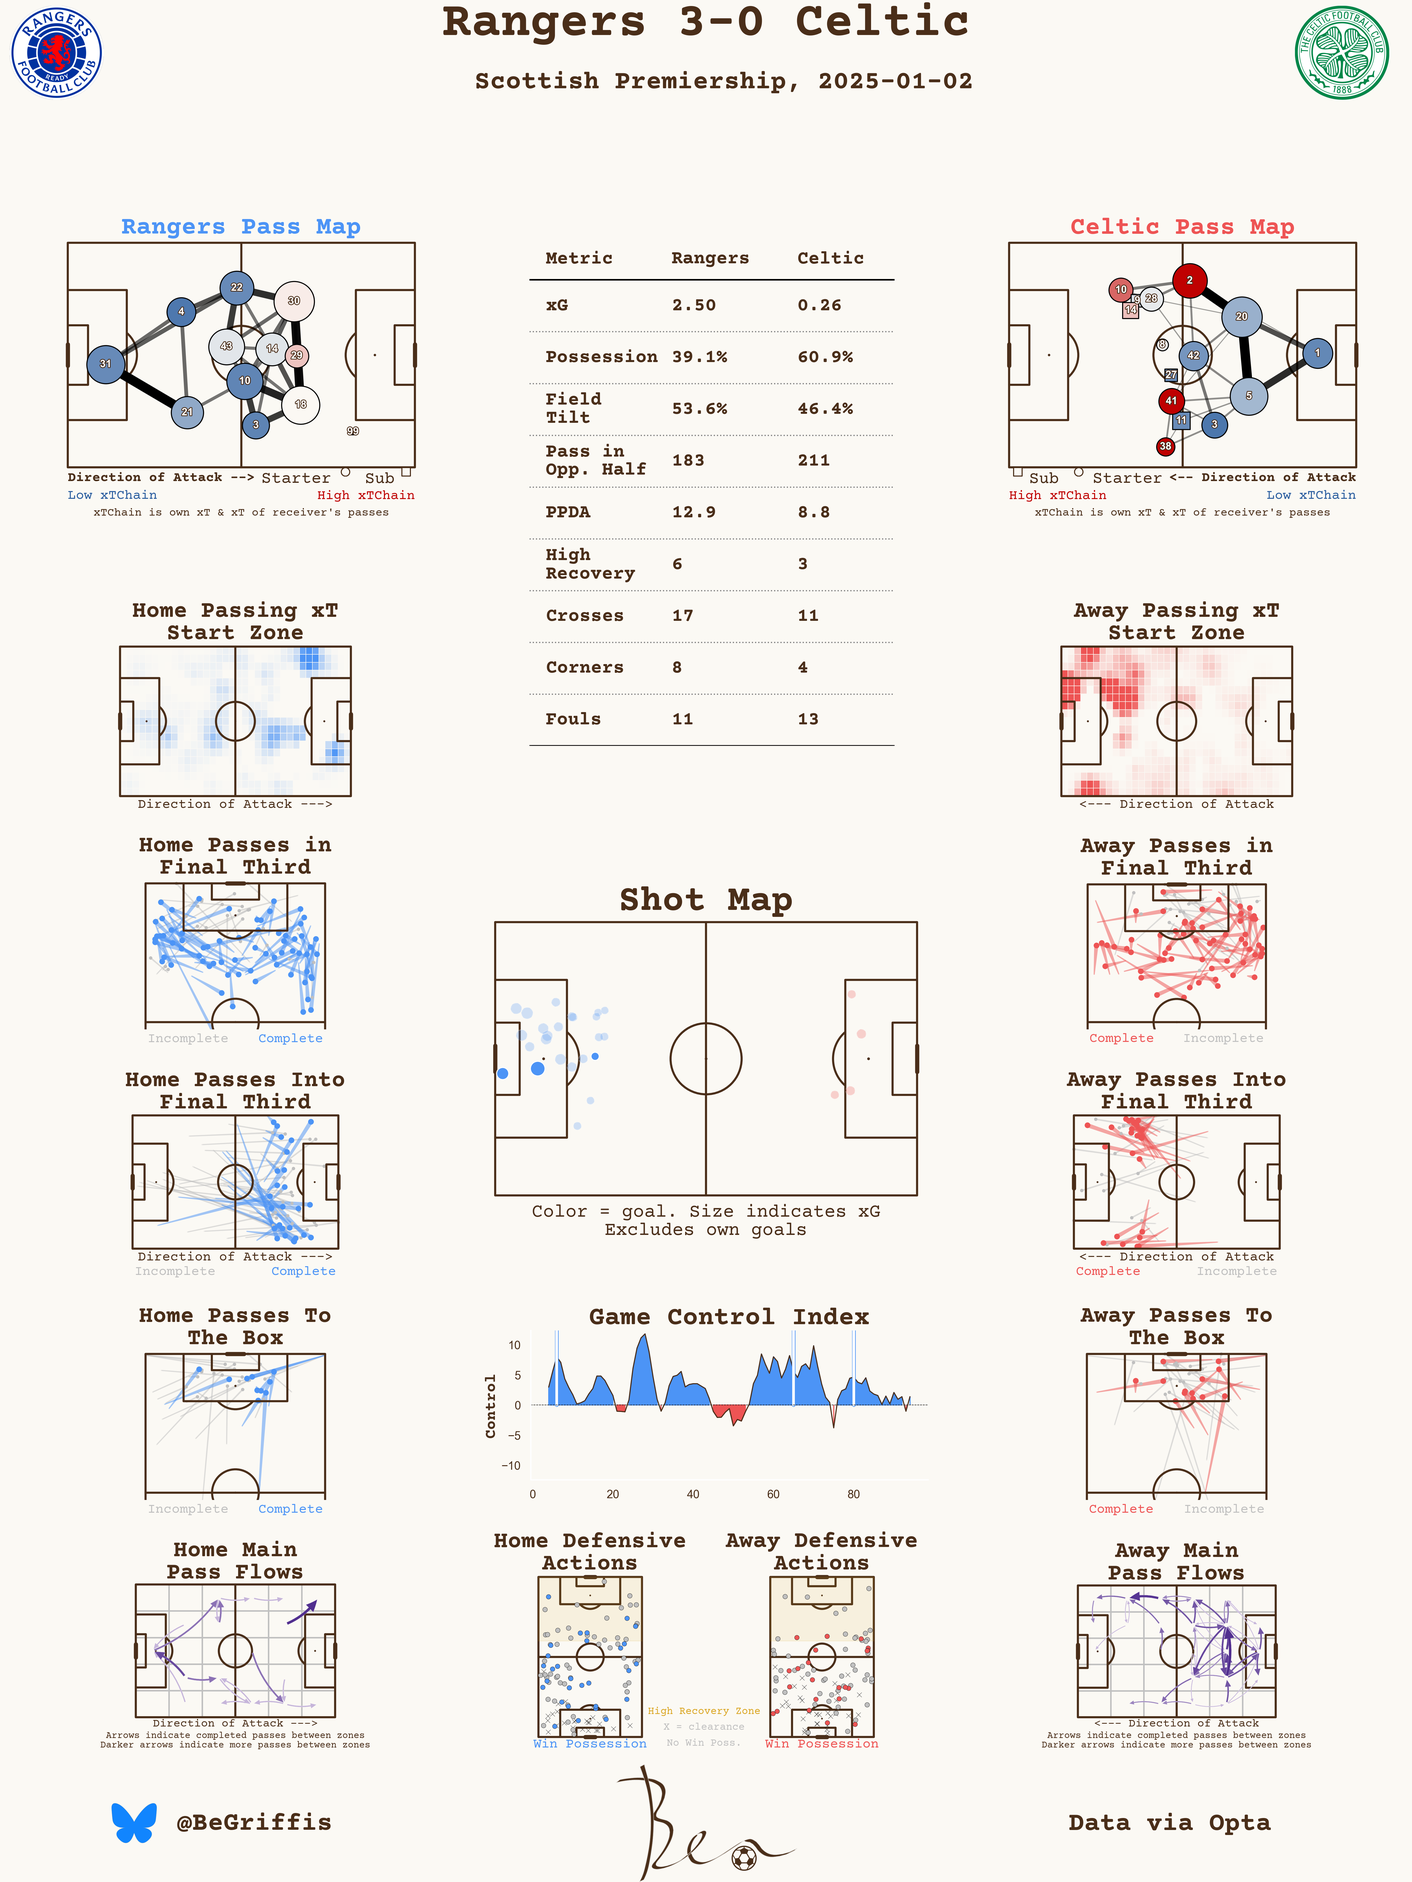 Rangers 3-0 Celtic
Scottish Premiership, 2025-01-02
RANGERS
READY
FOOTBALL CLUB
THE CELTIC FOOTBALL CLUB
1888
Rangers Pass Map
22
30
4
43
14
29
31
10
18
21
3
99
Direction of Attack --> Starter Sub
Low xTChain High xTChain
xTChain is own xT & xT of receiver's passes
Metric Rangers Celtic
xG 2.50 0.26
Possession 39.1% 60.9%
Field
Tilt 53.6% 46.4%
Pass in
Opp. Half 183 211
PPDA 12.9 8.8
High
Recovery 6 3
Crosses 17 11
Corners 8 4
Fouls 11 13
Celtic Pass Map
2
10
28
14
20
8
42
1
27
41
5
11
3
38
Sub Starter <-- Direction of Attack
High xTChain Low xTChain
xTChain is own xT & xT of receiver's passes
Home Passing xT
Start Zone
Direction of Attack --->
Away Passing xT
Start Zone
<--- Direction of Attack
Home Passes in
Final Third
Incomplete Complete
Away Passes in
Final Third
Complete Incomplete
Shot Map
Color = goal. Size indicates xG
Excludes own goals
Home Passes Into
Final Third
Direction of Attack --->
Incomplete Complete
Away Passes Into
Final Third
<--- Direction of Attack
Complete Incomplete
Home Passes To
The Box
Incomplete Complete
Game Control Index
Control
10
5
0
−5
−10
0 20 40 60 80
Away Passes To
The Box
Complete Incomplete
Home Main
Pass Flows
Direction of Attack --->
Arrows indicate completed passes between zones
Darker arrows indicate more passes between zones
Home Defensive
Actions
Win Possession
Away Defensive
Actions
Win Possession
High Recovery Zone
X = clearance
No Win Poss.
Away Main
Pass Flows
<--- Direction of Attack
Arrows indicate completed passes between zones
Darker arrows indicate more passes between zones
@BeGriffis
Ben
Data via Opta